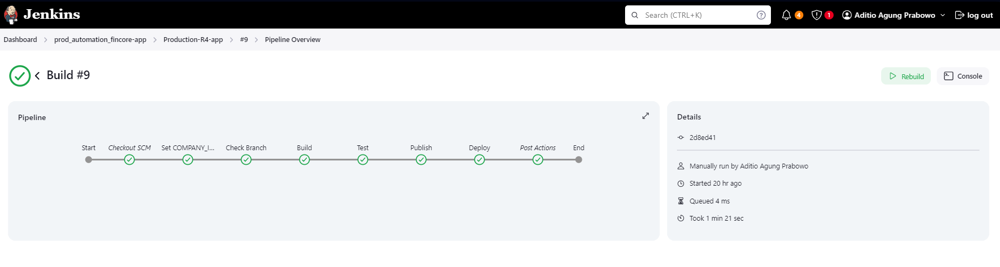 Jenkins
Search (CTRL+K)
4
1
Aditio Agung Prabowo
log out
Dashboard
prod_automation_fincore-app
Production-R4-app
#9
Pipeline Overview
Build #9
Rebuild
Console
Pipeline
Start
Checkout SCM
Set COMPANY_I...
Check Branch
Build
Test
Publish
Deploy
Post Actions
End
Details
2d8ed41
Manually run by Aditio Agung Prabowo
Started 20 hr ago
Queued 4 ms
Took 1 min 21 sec